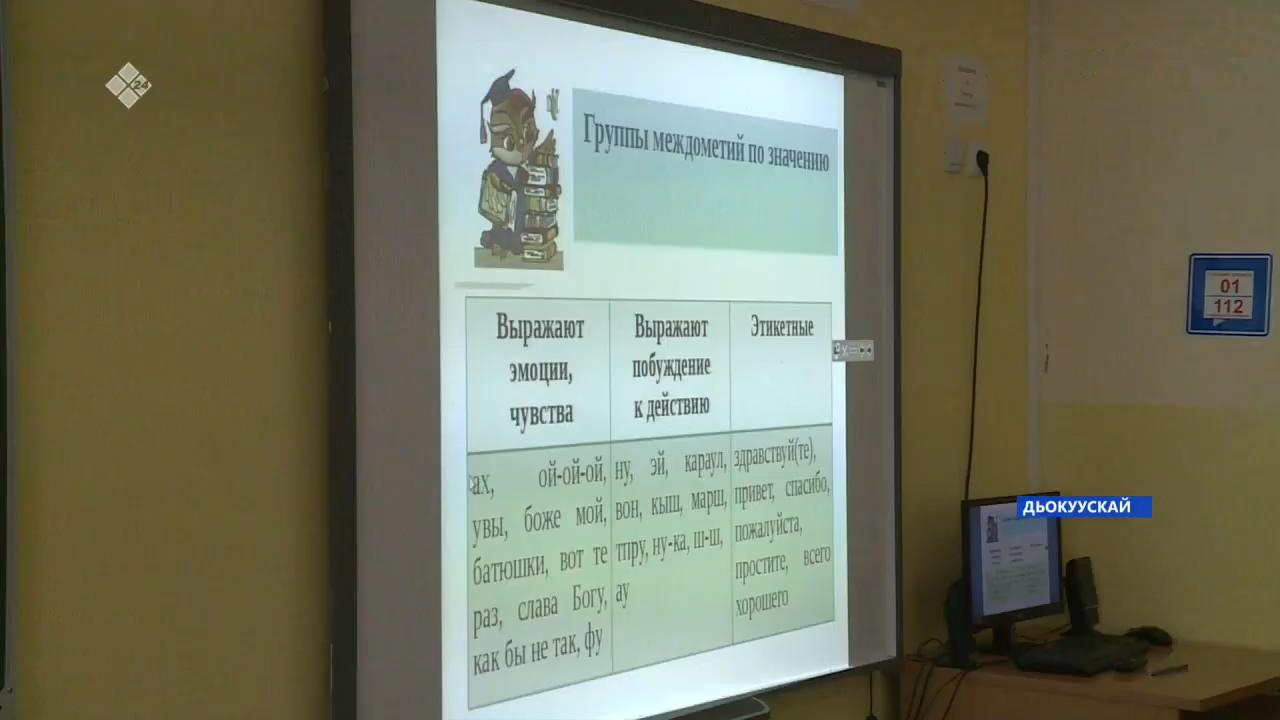 24
Группы междометий по значению
Выражают
эмоции,
чувства
Выражают
побуждение
к действию
Этикетные
ах, ой-ой-ой,
увы, боже мой,
батюшки, вот те
раз, слава Богу,
как бы не так, фу
ну, эй, караул,
вон, кыш, марш,
тпру, ну-ка, ш-ш,
ау
здравствуй(те),
привет, спасибо,
пожалуйста,
простите, всего
хорошего
01
112
ДЬОКУУСКАЙ